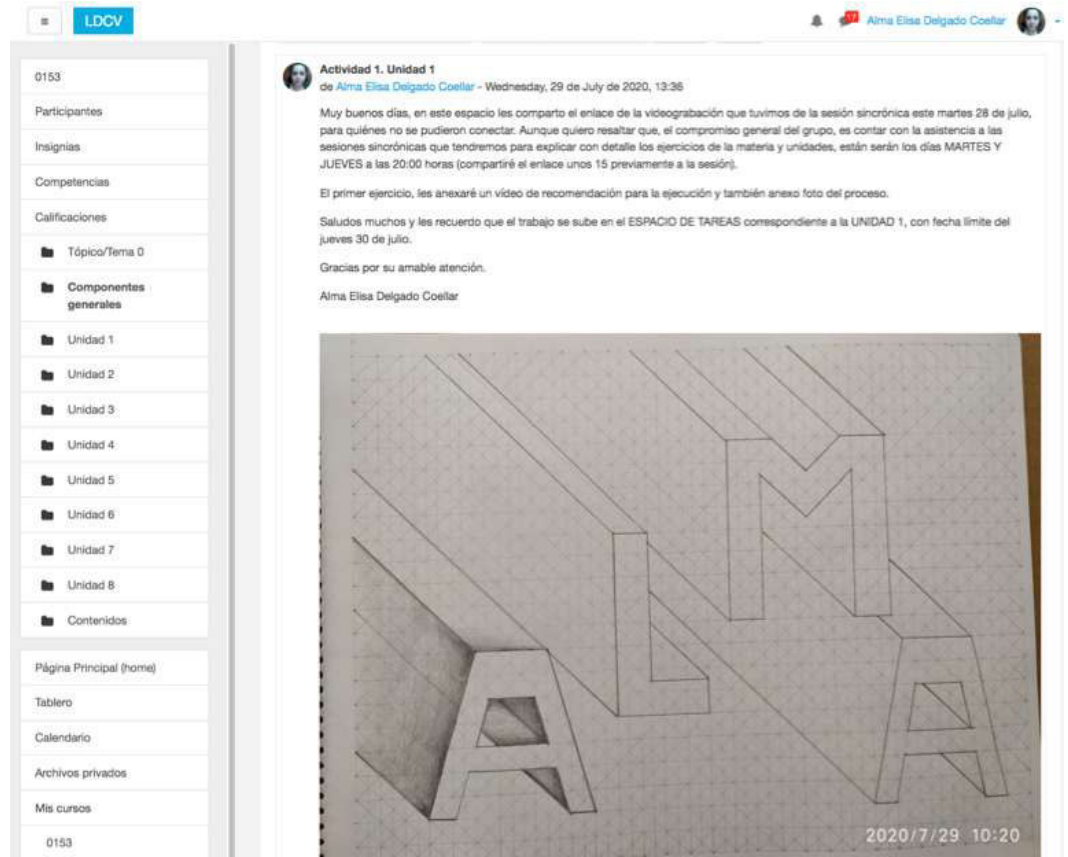 ≡ LDCV
17 Alma Elisa Delgado Coellar
0153
Participantes
Insignias
Competencias
Calificaciones
Tópico/Tema 0
Componentes
generales
Unidad 1
Unidad 2
Unidad 3
Unidad 4
Unidad 5
Unidad 6
Unidad 7
Unidad 8
Contenidos
Página Principal (home)
Tablero
Calendario
Archivos privados
Mis cursos
0153
Actividad 1. Unidad 1
de Alma Elisa Delgado Coellar - Wednesday, 29 de July de 2020, 13:36
Muy buenos días, en este espacio les comparto el enlace de la videograbación que tuvimos de la sesión sincrónica este martes 28 de julio,
para quiénes no se pudieron conectar. Aunque quiero resaltar que, el compromiso general del grupo, es contar con la asistencia a las
sesiones sincrónicas que tendremos para explicar con detalle los ejercicios de la materia y unidades, están serán los días MARTES Y
JUEVES a las 20:00 horas (compartiré el enlace unos 15 previamente a la sesión).
El primer ejercicio, les anexaré un vídeo de recomendación para la ejecución y también anexo foto del proceso.
Saludos muchos y les recuerdo que el trabajo se sube en el ESPACIO DE TAREAS correspondiente a la UNIDAD 1, con fecha límite del
jueves 30 de julio.
Gracias por su amable atención.
Alma Elisa Delgado Coellar
ALMA
2020/7/29 10:20